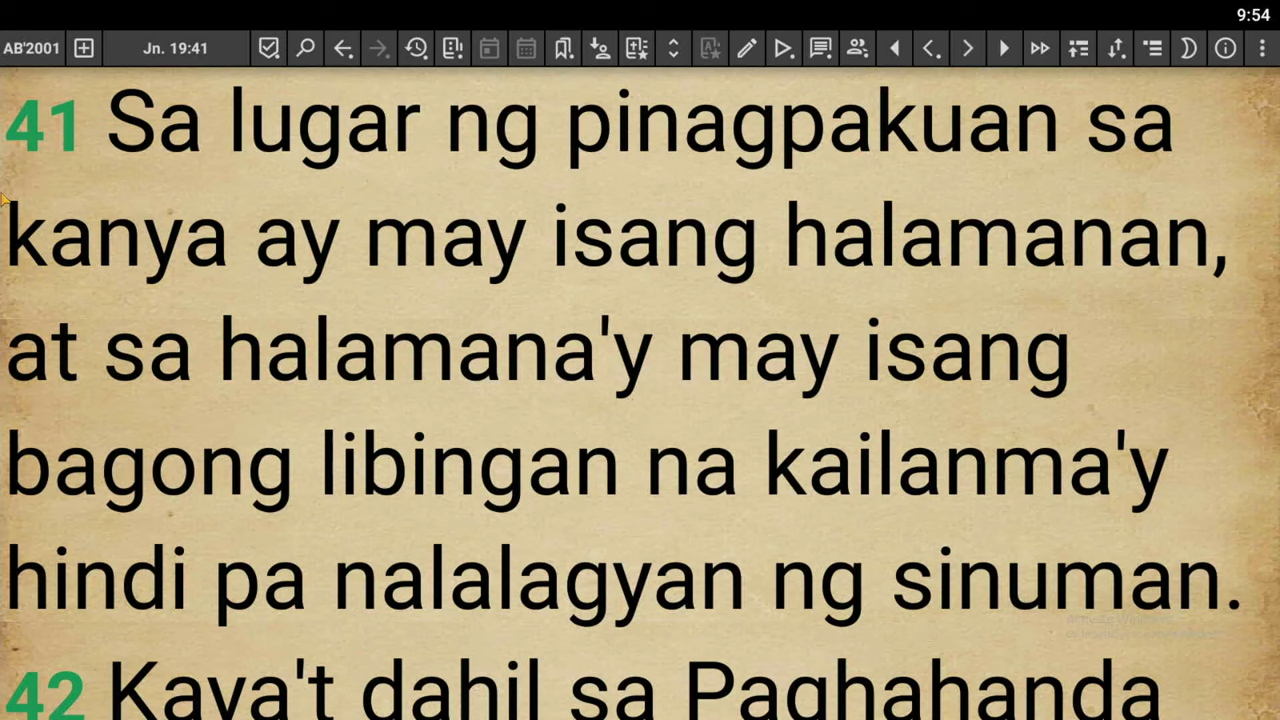 9:54
AB'2001 Jn. 19:41
41 Sa lugar ng pinagpakuan sa
kanya ay may isang halamanan,
at sa halamana'y may isang
bagong libingan na kailanma'y
hindi pa nalalagyan ng sinuman.
42 Kaya't dahil sa Paghahanda